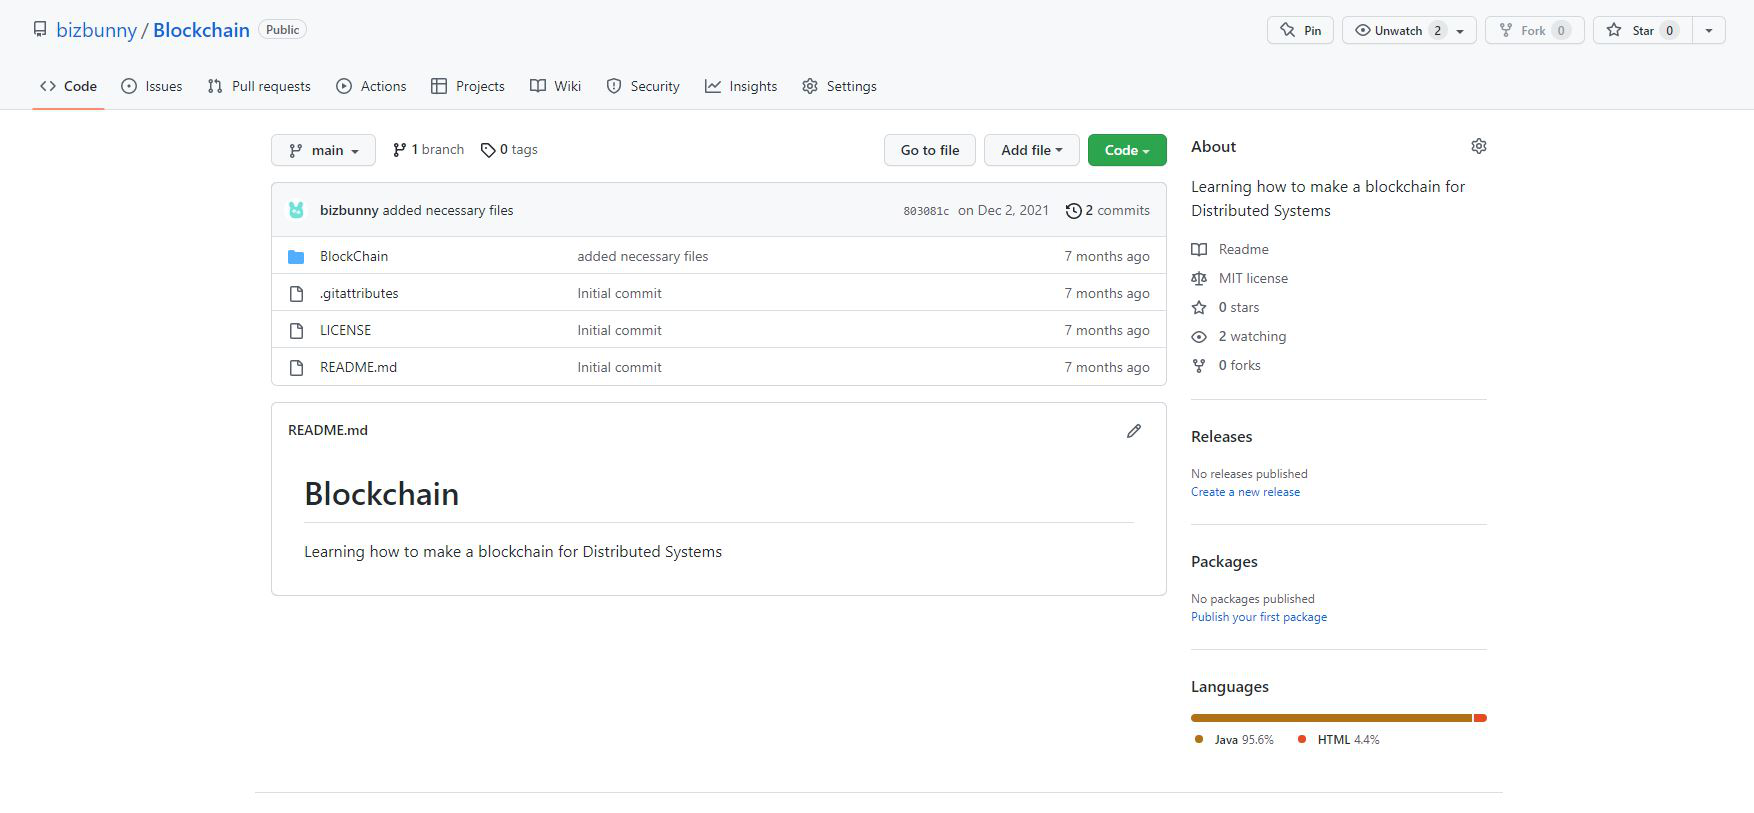 bizbunny / Blockchain Public
Pin Unwatch 2 Fork 0 Star 0
Code Issues Pull requests Actions Projects Wiki Security Insights Settings
main 1 branch 0 tags Go to file Add file Code
bizbunny added necessary files 803081c on Dec 2, 2021 2 commits
BlockChain added necessary files 7 months ago
.gitattributes Initial commit 7 months ago
LICENSE Initial commit 7 months ago
README.md Initial commit 7 months ago
README.md
Blockchain
Learning how to make a blockchain for Distributed Systems
About
Learning how to make a blockchain for
Distributed Systems
Readme
MIT license
0 stars
2 watching
0 forks
Releases
No releases published
Create a new release
Packages
No packages published
Publish your first package
Languages
Java 95.6% HTML 4.4%